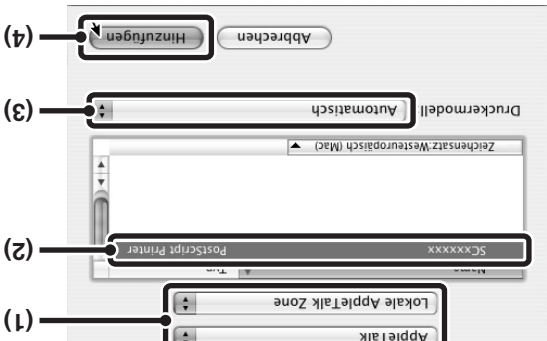 AppleTalk
Lokale AppleTalk Zone
(1)
Name Typ
SCxxxxxx PostScript Printer
(2)
Zeichensatz:Westeuropäisch (Mac)
Druckermodell: Automatisch
(3)
Abbrechen Hinzufügen
(4)